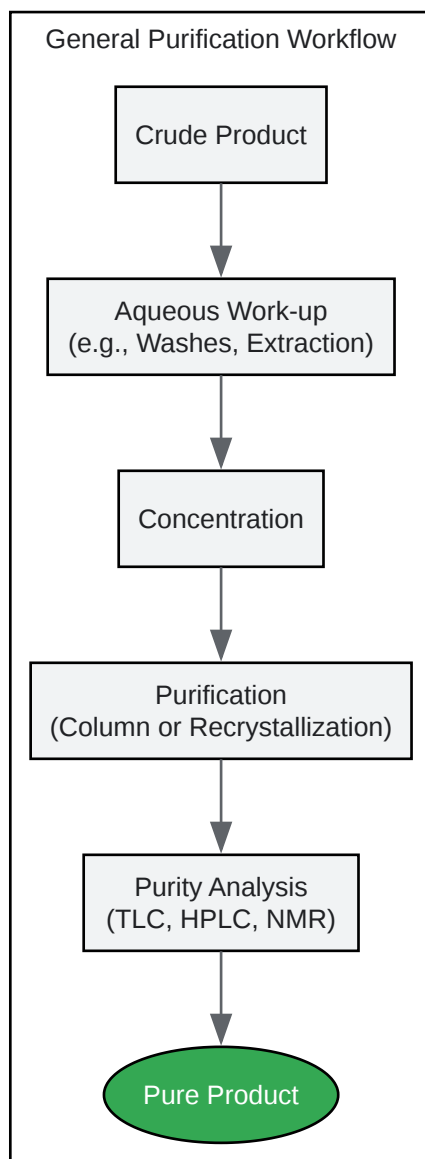 General Purification Workflow
Crude Product
Aqueous Work-up
(e.g., Washes, Extraction)
Concentration
Purification
(Column or Recrystallization)
Purity Analysis
(TLC, HPLC, NMR)
Pure Product